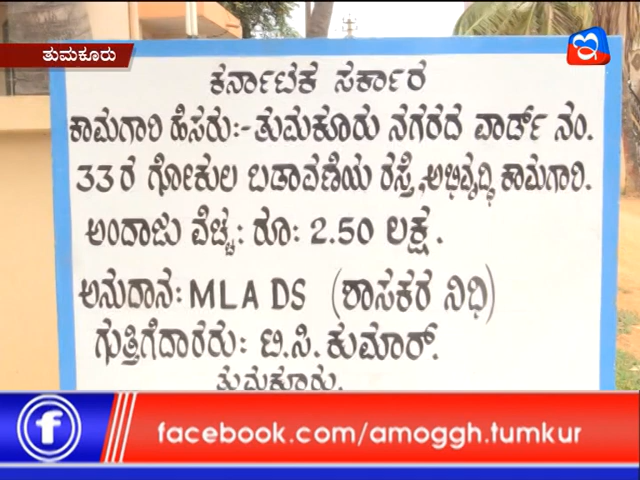 ತುಮಕೂರು
ಕರ್ನಾಟಕ ಸರ್ಕಾರ
ಕಾಮಗಾರಿ ಹೆಸರು:-ತುಮಕೂರು ನಗರದ ವಾರ್ಡ್ ನಂ.
33ರ ಗೋಕುಲ ಬಡಾವಣೆಯ ರಸ್ತೆ ಅಭಿವೃದ್ಧಿ ಕಾಮಗಾರಿ.
ಅಂದಾಜು ವೆಚ್ಚ: ರೂ: 2.50 ಲಕ್ಷ.
ಅನುದಾನ: MLA DS (ಶಾಸಕರ ನಿಧಿ)
ಗುತ್ತಿಗೆದಾರರು: ಟಿ.ಸಿ.ಕುಮಾರ್.
ತುಮಕೂರು.
facebook.com/amoggh.tumkur